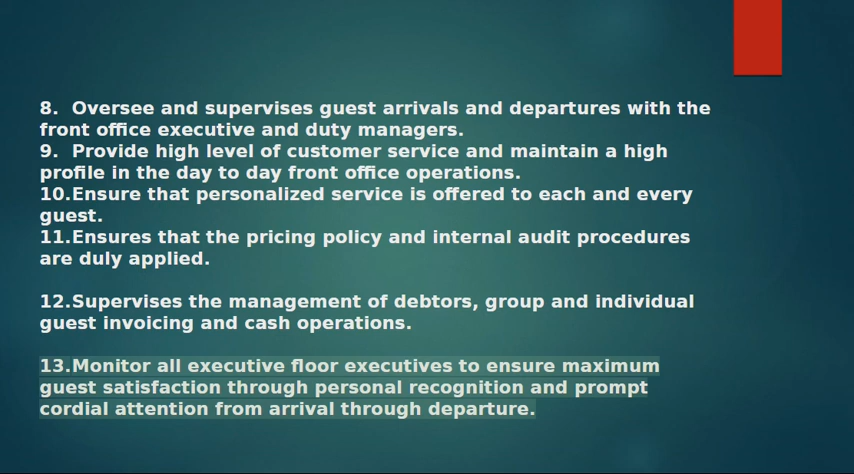 8. Oversee and supervises guest arrivals and departures with the
front office executive and duty managers.
9. Provide high level of customer service and maintain a high
profile in the day to day front office operations.
10.Ensure that personalized service is offered to each and every
guest.
11.Ensures that the pricing policy and internal audit procedures
are duly applied.
12.Supervises the management of debtors, group and individual
guest invoicing and cash operations.
13.Monitor all executive floor executives to ensure maximum
guest satisfaction through personal recognition and prompt
cordial attention from arrival through departure.